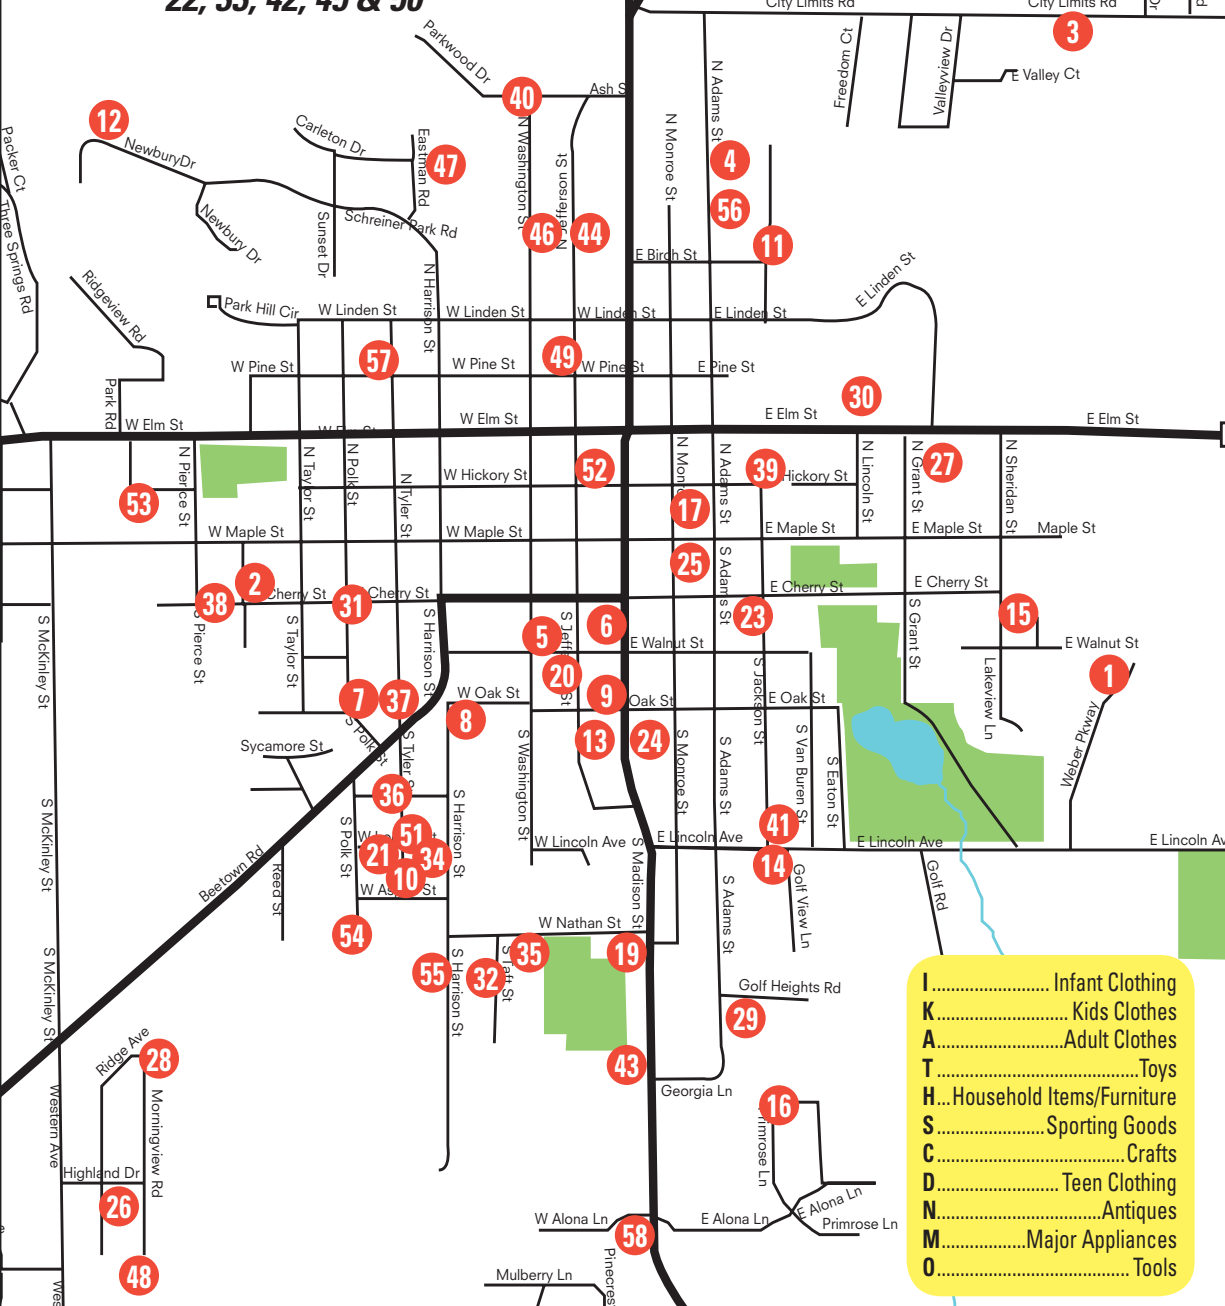 22, 33, 42, 45 & 50
City Limits Rd
City Limits Rd
3
Parkwood Dr
40
Ash S
N Adams St
Freedom Ct
Valleyview Dr
E Valley Ct
12
NewburyDr
Carleton Dr
Eastman Rd
47
N Washington St
N Jefferson St
N Monroe St
4
56
11
Packer Ct
Three Springs Rd
Newbury Dr
Sunset Dr
Schreiner Park Rd
46
44
E Birch St
E Linden St
Ridgeview Rd
Park Hill Cir
W Linden St
N Harrison St
W Linden St
W Linden St
E Linden St
57
49
W Pine St
W Pine St
W Pine St
E Pine St
Park Rd
30
W Elm St
W Elm St
W Elm St
E Elm St
E Elm St
N Pierce St
N Taylor St
N Polk St
N Tyler St
W Hickory St
52
N Adams St
39
Hickory St
N Lincoln St
N Grant St
27
N Sheridan St
53
17
W Maple St
W Maple St
E Maple St
E Maple St
Maple St
25
S Adams St
2
38
Cherry St
31
Cherry St
E Cherry St
E Cherry St
S McKinley St
S Pierce St
S Taylor St
S Harrison St
5
6
23
15
E Walnut St
E Walnut St
S Grant St
Lakeview Ln
1
20
7
37
W Oak St
9
Oak St
S Jackson St
E Oak St
8
13
24
S Polk St
Sycamore St
S Washington St
S Monroe St
S Adams St
S Van Buren St
S Eaton St
Weber Pkway
36
S McKinley St
S Polk St
S Harrison St
51
21
34
10
41
W Lincoln Ave
E Lincoln Ave
E Lincoln Ave
E Lincoln Av
14
Beetown Rd
Reed St
S Madison St
S Adams St
Golf View Ln
Golf Rd
54
W Nathan St
35
19
S McKinley St
55
S Harrison St
32
S Taft St
Golf Heights Rd
29
Ridge Ave
28
43
Georgia Ln
Western Ave
Morningview Rd
16
Primrose Ln
Highland Dr
26
W Alona Ln
58
E Alona Ln
E Alona Ln
Primrose Ln
48
Wes
Mulberry Ln
Pinecres
I Infant Clothing
K Kids Clothes
A Adult Clothes
T Toys
H Household Items/Furniture
S Sporting Goods
C Crafts
D Teen Clothing
N Antiques
M Major Appliances
O Tools